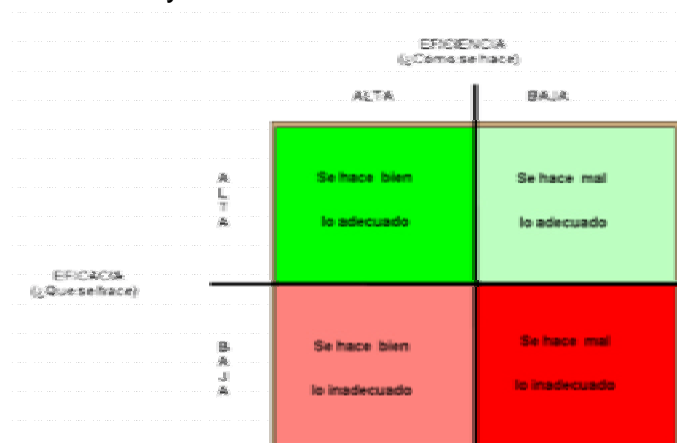 EFICIENCIA
(¿Como se hace)
ALTA
BAJA
A
L
T
A
Se hace bien
lo adecuado
Se hace mal
lo adecuado
EFICACIA
(¿Que se hace)
B
A
J
A
Se hace bien
lo inadecuado
Se hace mal
lo inadecuado